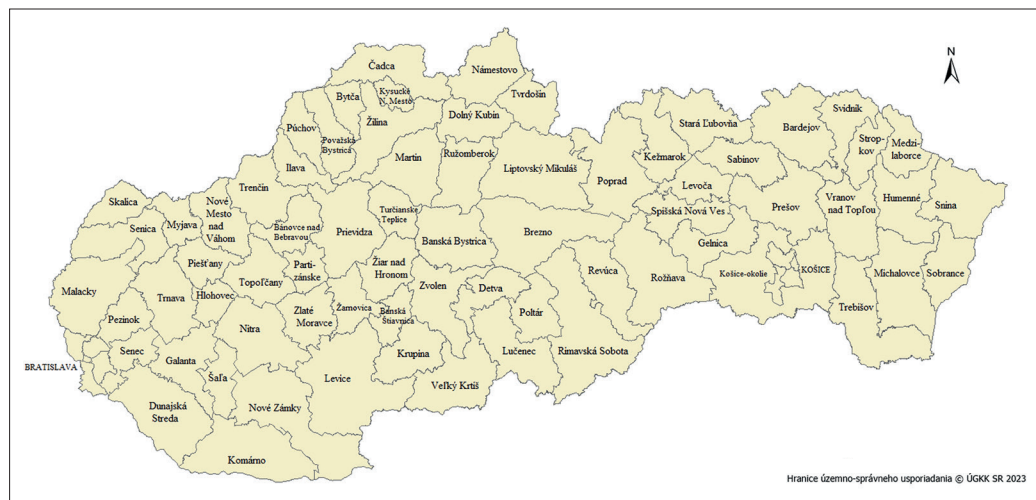 N
Čadca
Námestovo
Kysucké
N. Mesto
Bytča
Tvrdošín
Dolný Kubín
Žilina
Púchov
Považská
Bystrica
Svidník
Stará Ľubovňa
Bardejov
Strop-
kov
Medzi-
laborce
Martin
Ružomberok
Liptovský Mikuláš
Ilava
Kežmarok
Sabinov
Poprad
Levoča
Trenčín
Skalica
Nové
Mesto
nad
Váhom
Turčianske
Teplice
Spišská Nová Ves
Prešov
Vranov
nad Topľou
Humenné
Snina
Senica
Myjava
Bánovce nad
Bebravou
Prievidza
Banská Bystrica
Brezno
Gelnica
Piešťany
Parti-
zánske
Žiar nad
Hronom
Revúca
Rožňava
Košice-okolie
KOŠICE
Michalovce
Sobrance
Malacky
Trnava
Hlohovec
Topoľčany
Zvolen
Detva
Zlaté
Moravce
Žarnovica
Banská
Štiavnica
Poltár
Trebišov
Pezinok
Nitra
Senec
Galanta
Krupina
Lučenec
Rimavská Sobota
BRATISLAVA
Šaľa
Levice
Veľký Krtíš
Dunajská
Streda
Nové Zámky
Komárno
Hranice územno-správneho usporiadania © ÚGKK SR 2023